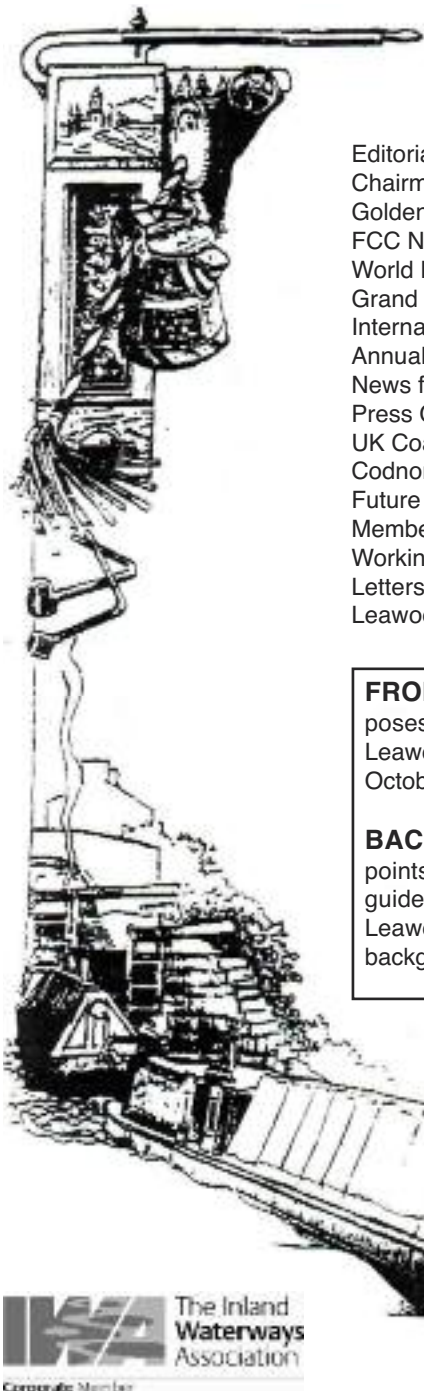 Editoria
Chairm
Golden
FCC N
World
Grand
Interna
Annual
News f
Press
UK Coa
Codnor
Future
Membe
Workin
Letters
Leawoo
FRO
poses
Leawo
Octob
BAC
points
guide
Leawo
backg
IWA
The Inland
Waterways
Association
Corporate Member